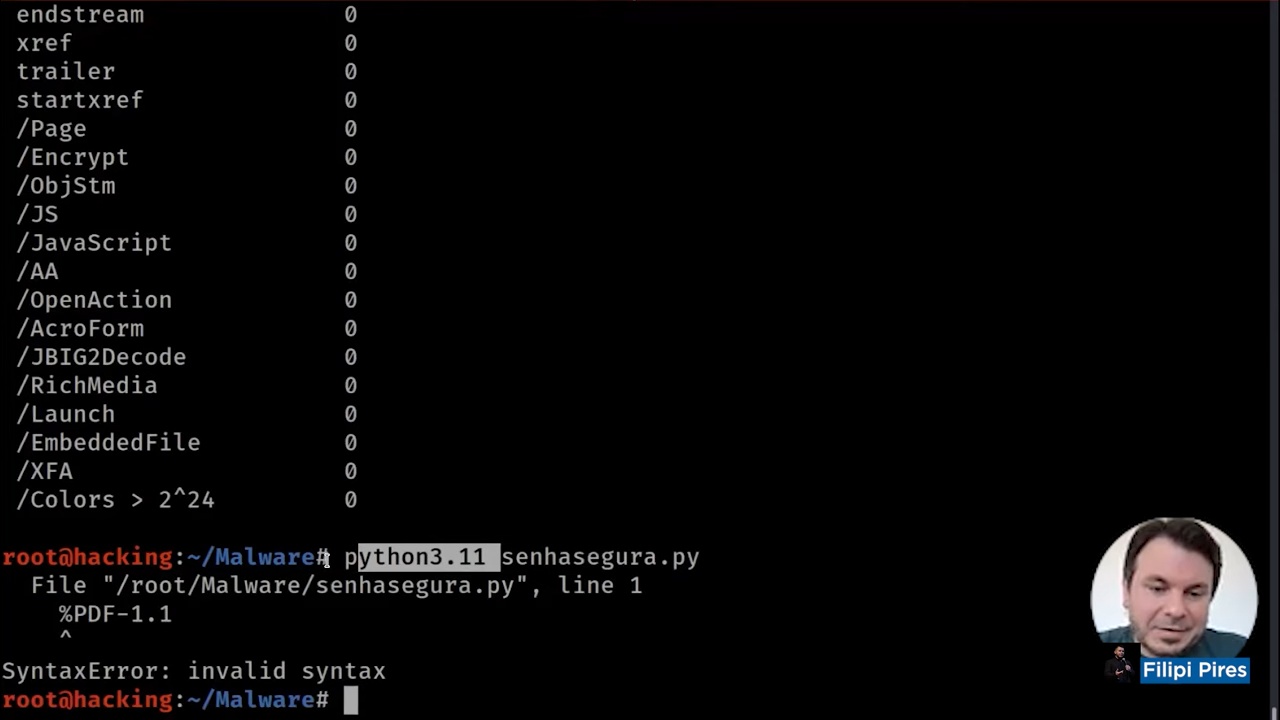 endstream 0
xref 0
trailer 0
startxref 0
/Page 0
/Encrypt 0
/ObjStm 0
/JS 0
/JavaScript 0
/AA 0
/OpenAction 0
/AcroForm 0
/JBIG2Decode 0
/RichMedia 0
/Launch 0
/EmbeddedFile 0
/XFA 0
/Colors > 2^24 0
root@hacking:~/Malware# python3.11 senhasegura.py
File "/root/Malware/senhasegura.py", line 1
%PDF-1.1
^
SyntaxError: invalid syntax
root@hacking:~/Malware#
Filipi Pires